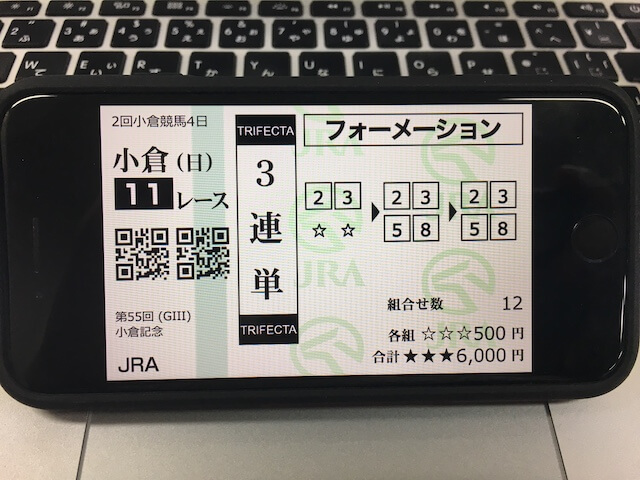 2回小倉競馬4日
小倉(日)
11レース
第55回 (GIII)
小倉記念
JRA
TRIFECTA
3連単
TRIFECTA
フォーメーション
2 3 ▶ 2 3 ▶ 2 3
☆ ☆ 5 8 5 8
組合せ数 12
各組 ☆☆☆500円
合計★★★6,000円
JRA
JRA
W E R T Y U I O P